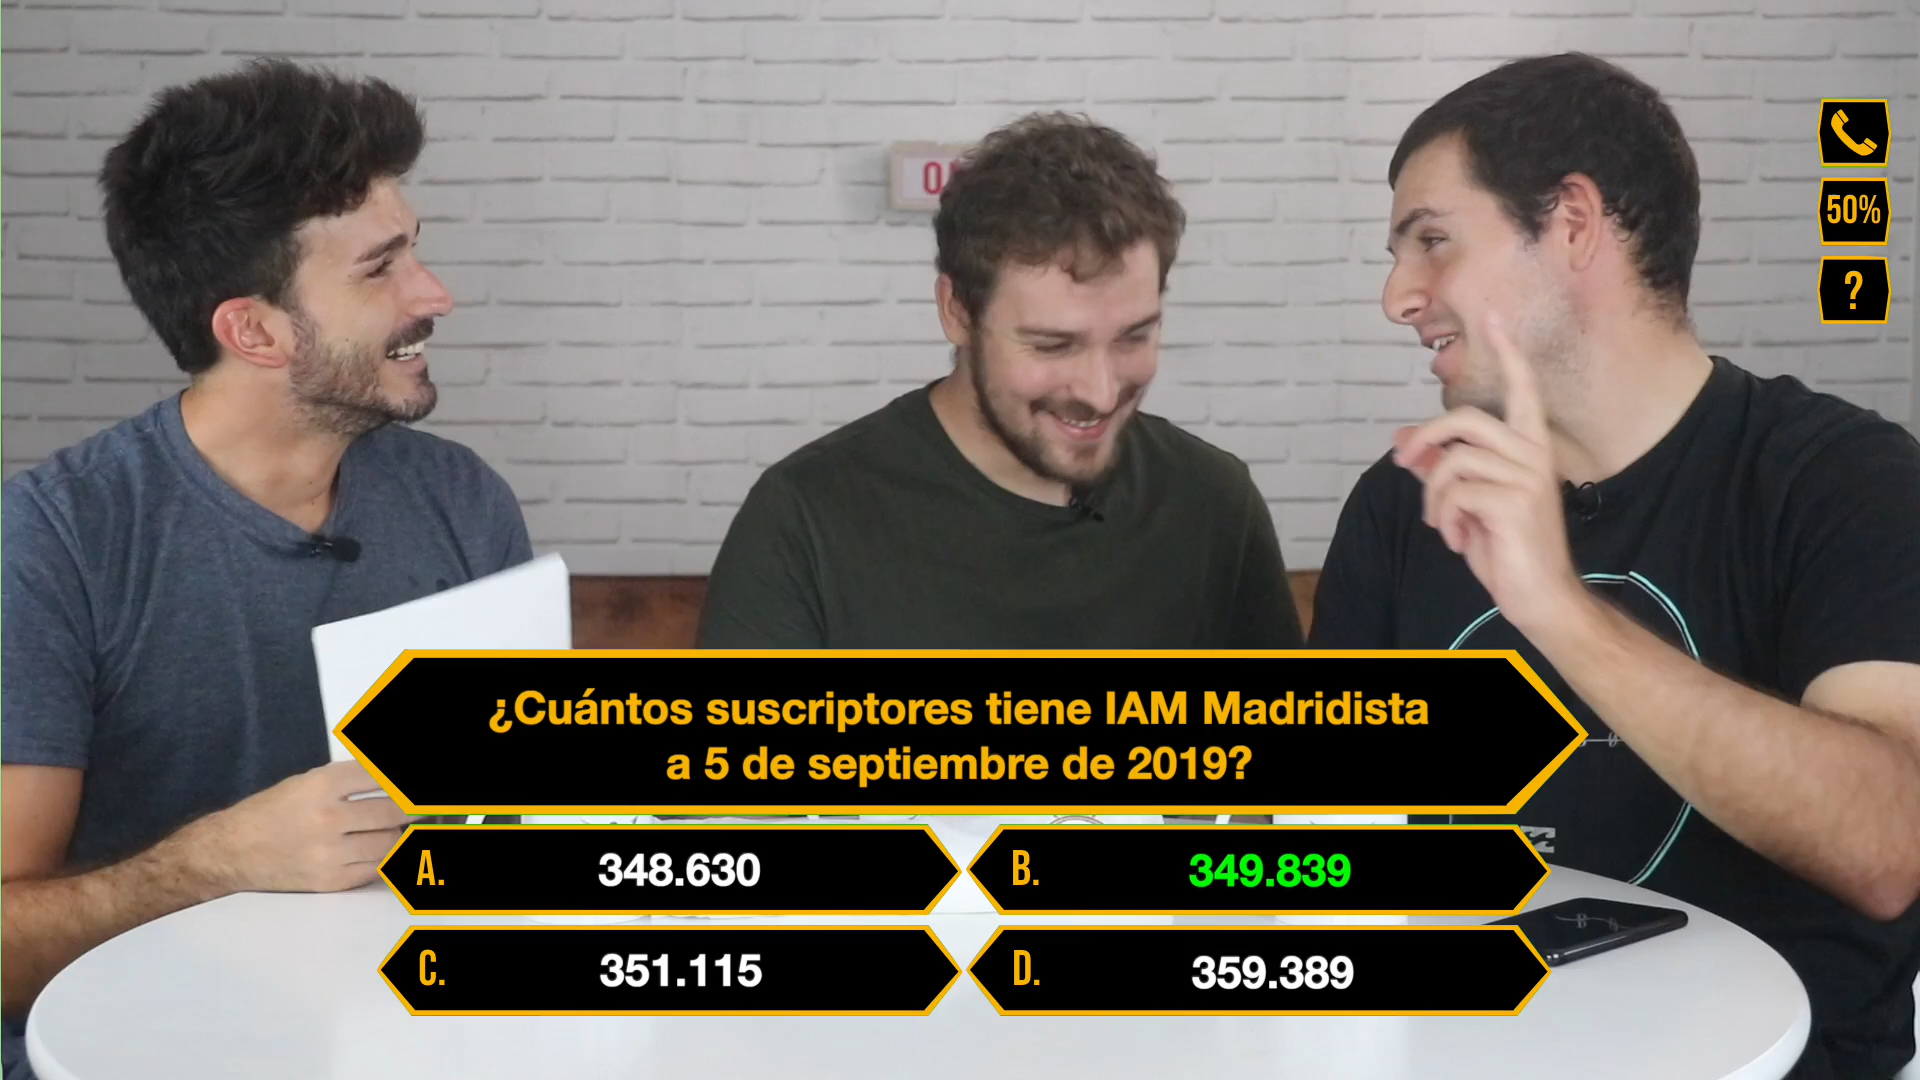 50%
?
¿Cuántos suscriptores tiene IAM Madridista
a 5 de septiembre de 2019?
A. 348.630
B. 349.839
C. 351.115
D. 359.389